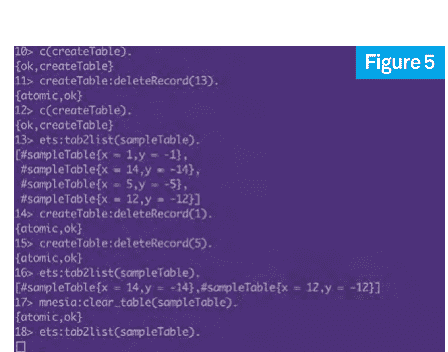 Figure 5
10> c(createTable).
{ok,createTable}
11> createTable:deleteRecord(13).
{atomic,ok}
12> c(createTable).
{ok,createTable}
13> ets:tab2list(sampleTable).
[#sampleTable{x = 1,y = -1},
 #sampleTable{x = 14,y = -14},
 #sampleTable{x = 5,y = -5},
 #sampleTable{x = 12,y = -12}]
14> createTable:deleteRecord(1).
{atomic,ok}
15> createTable:deleteRecord(5).
{atomic,ok}
16> ets:tab2list(sampleTable).
[#sampleTable{x = 14,y = -14},#sampleTable{x = 12,y = -12}]
17> mnesia:clear_table(sampleTable).
{atomic,ok}
18> ets:tab2list(sampleTable).